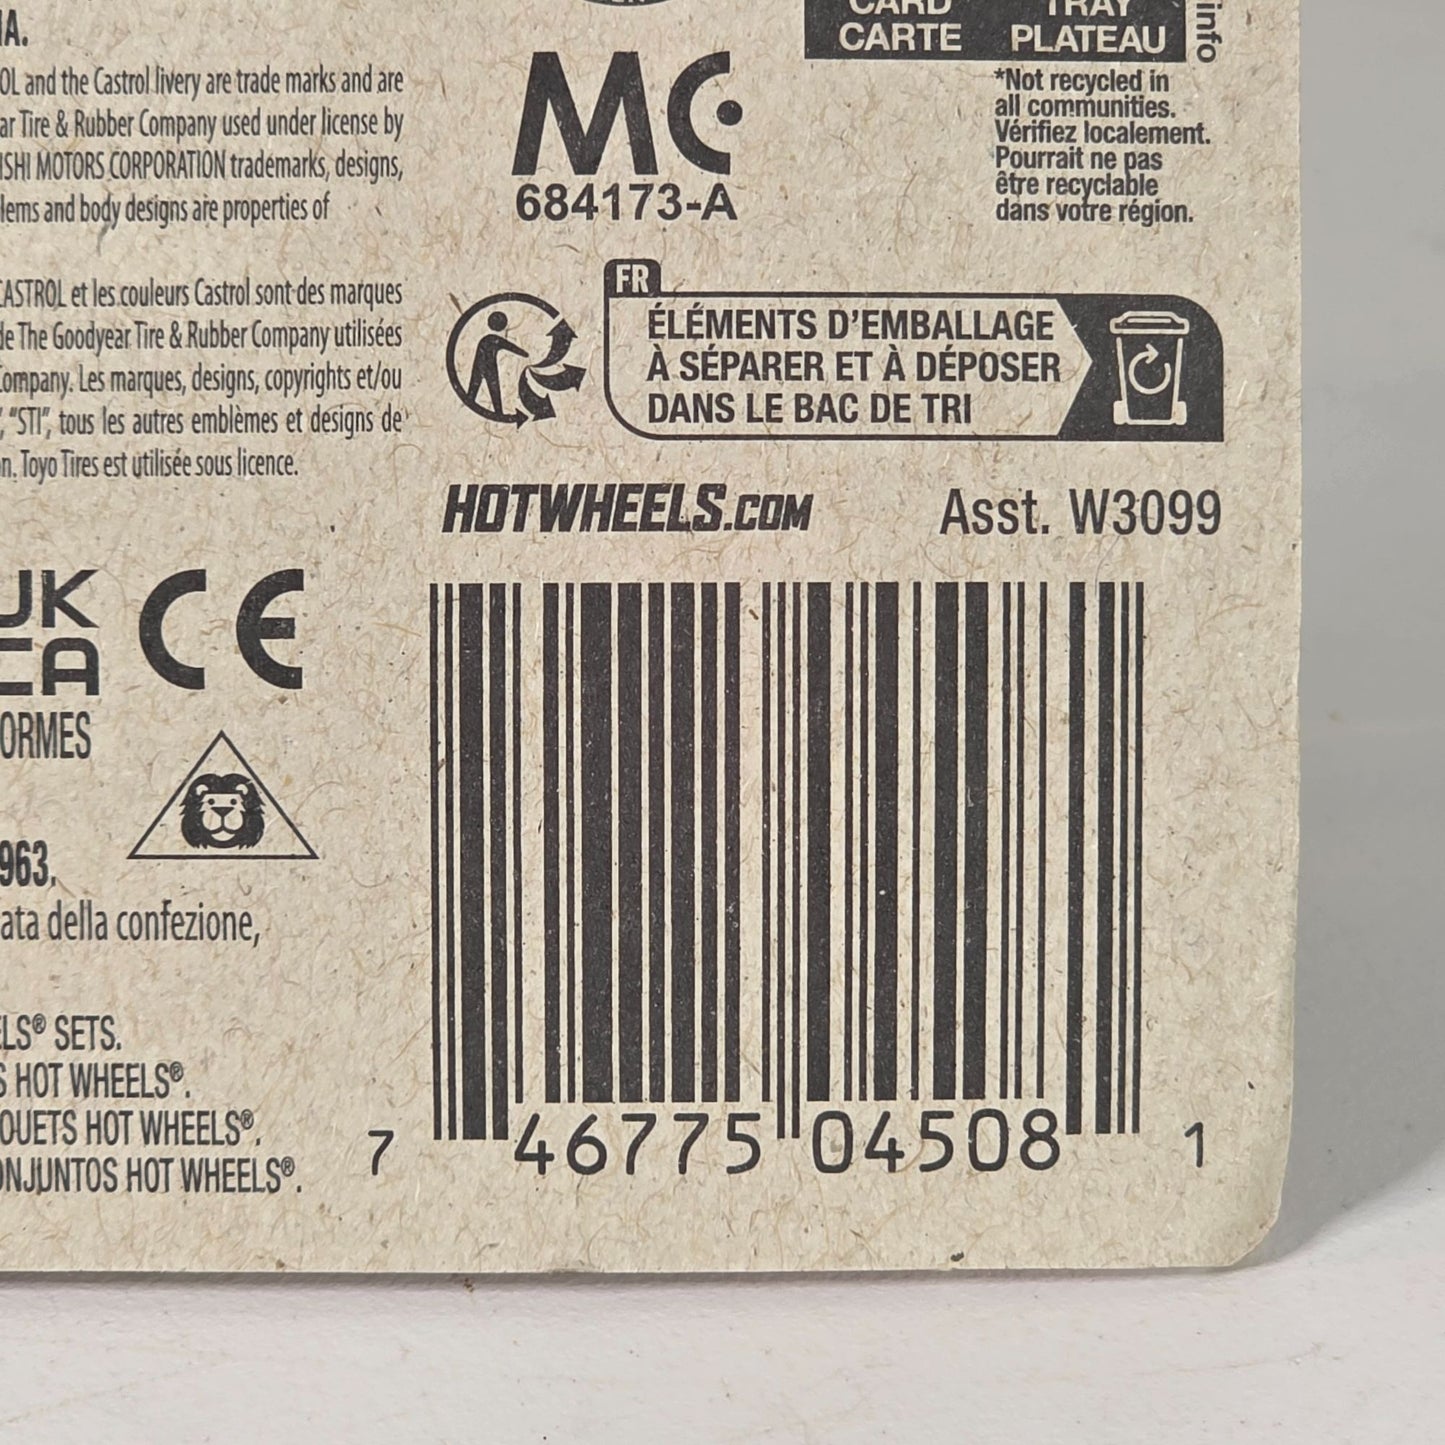 IA.
OL and the Castrol livery are trade marks and are
ar Tire & Rubber Company used under license by
ISHI MOTORS CORPORATION trademarks, designs,
lems and body designs are properties of
CASTROL et les couleurs Castrol sont des marques
de The Goodyear Tire & Rubber Company utilisées
Company. Les marques, designs, copyrights et/ou
", "STI", tous les autres emblèmes et designs de
n. Toyo Tires est utilisée sous licence.
UK
CA
CE
ORMES
963.
ata della confezione,
ELS® SETS.
S HOT WHEELS®.
OUETS HOT WHEELS®.
ONJUNTOS HOT WHEELS®.
MC
684173-A
CARD
CARTE
TRAY
PLATEAU
info
*Not recycled in
all communities.
Vérifiez localement.
Pourrait ne pas
être recyclable
dans votre région.
FR
ÉLÉMENTS D'EMBALLAGE
À SÉPARER ET À DÉPOSER
DANS LE BAC DE TRI
HOTWHEELS.COM
Asst. W3099
7 46775 04508 1